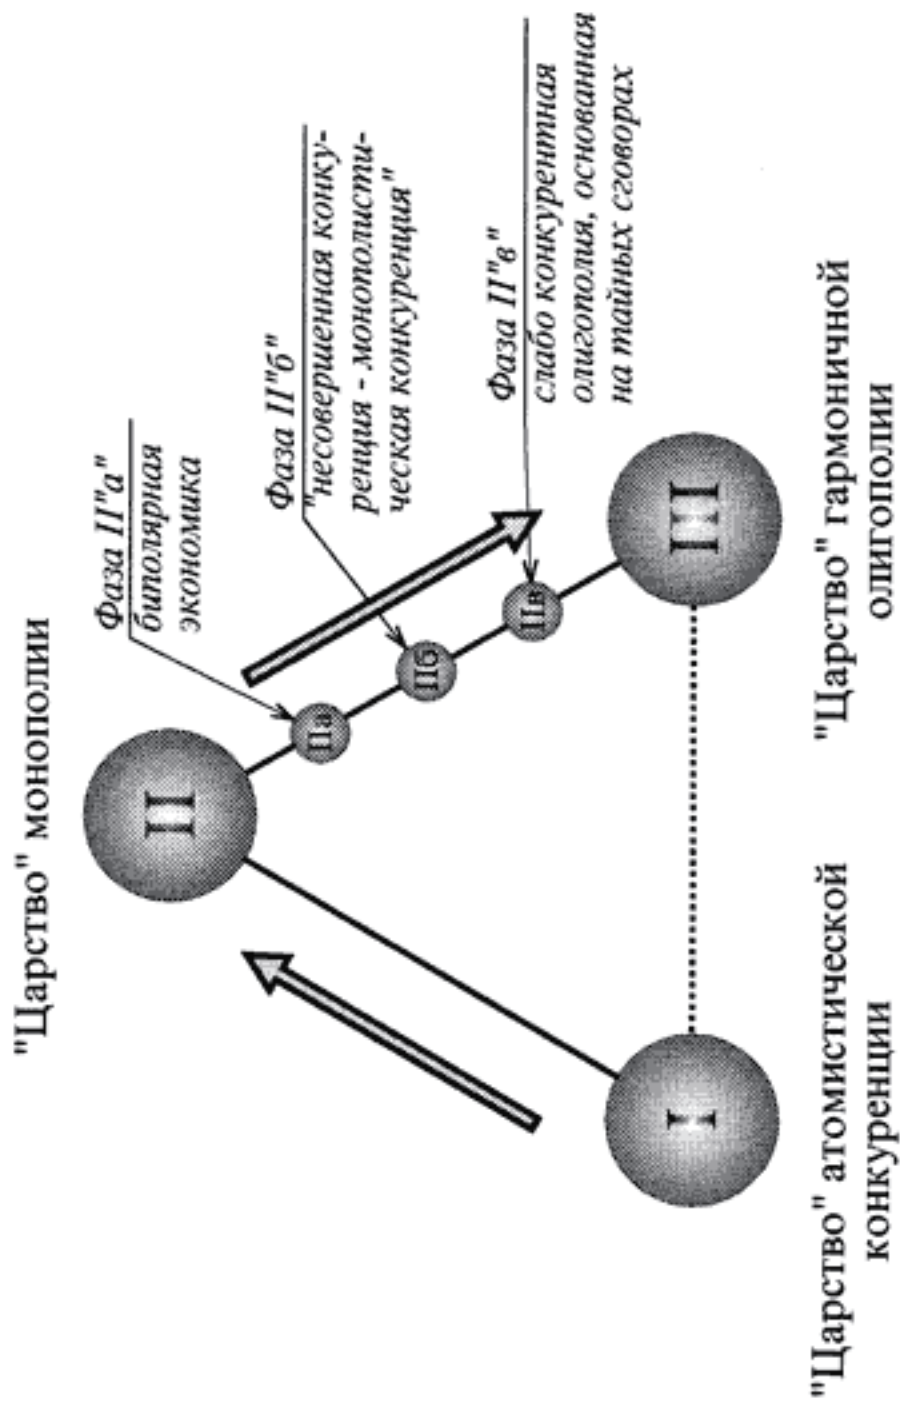 "Царство" монополии
Фаза II"а"
биполярная
экономика
II
IIа
Фаза II"б"
"несовершенная конку-
ренция - монополисти-
ческая конкуренция"
IIб
Фаза II"в"
слабо конкурентная
олигополия, основанная
на тайных сговорах
IIв
I
III
"Царство" атомистической
конкуренции
"Царство" гармоничной
олигополии